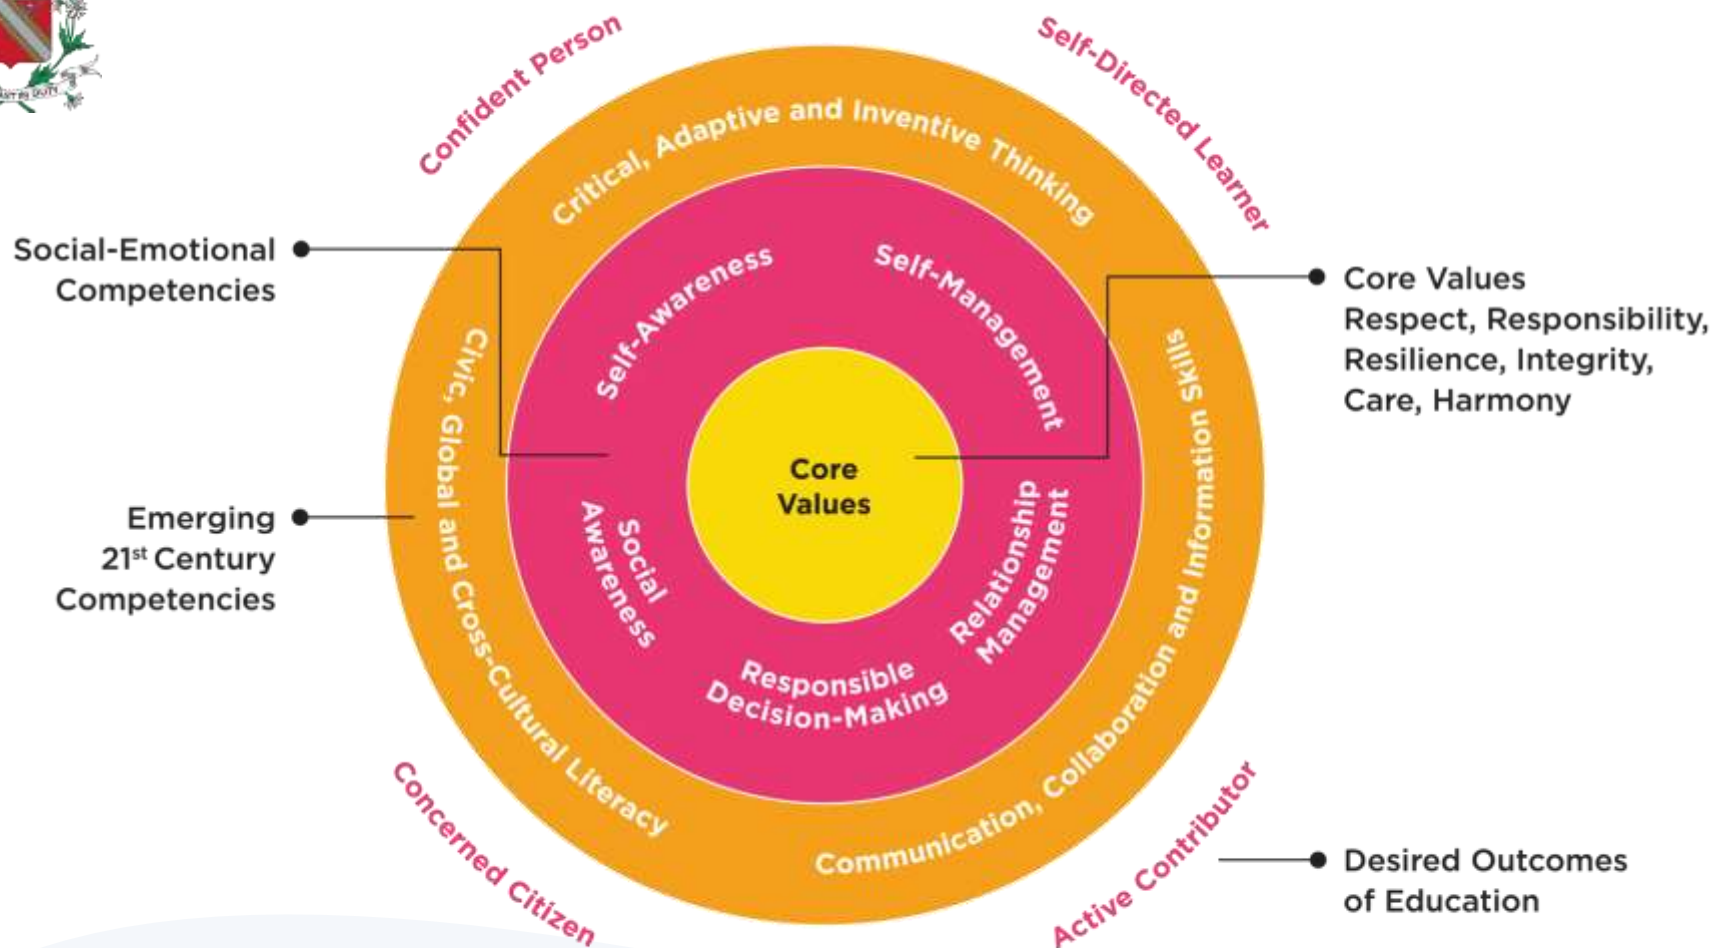 Confident Person
Self-Directed Learner
Critical, Adaptive and Inventive Thinking
Social-Emotional
Competencies
Self-Awareness
Self-Management
Core Values
Respect, Responsibility,
Resilience, Integrity,
Care, Harmony
Civic, Global and Cross-Cultural Literacy
Communication, Collaboration and Information Skills
Core
Values
Emerging
21st Century
Competencies
Social
Awareness
Relationship
Management
Responsible
Decision-Making
Concerned Citizen
Active Contributor
Desired Outcomes
of Education